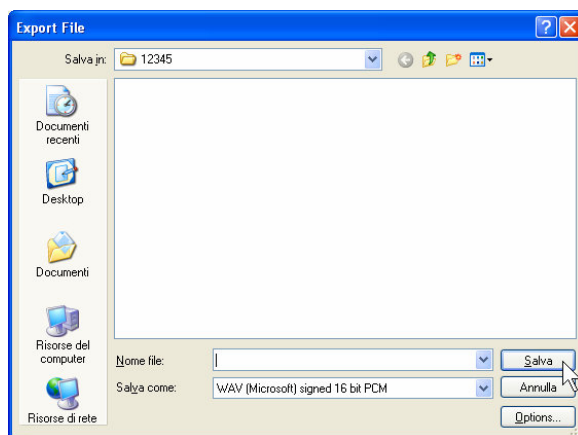 Export File
Salva in:
12345
Documenti
recenti
Desktop
Documenti
Risorse del
computer
Risorse di rete
Nome file:
Salva
Salva come:
WAV (Microsoft) signed 16 bit PCM
Annulla
Options...